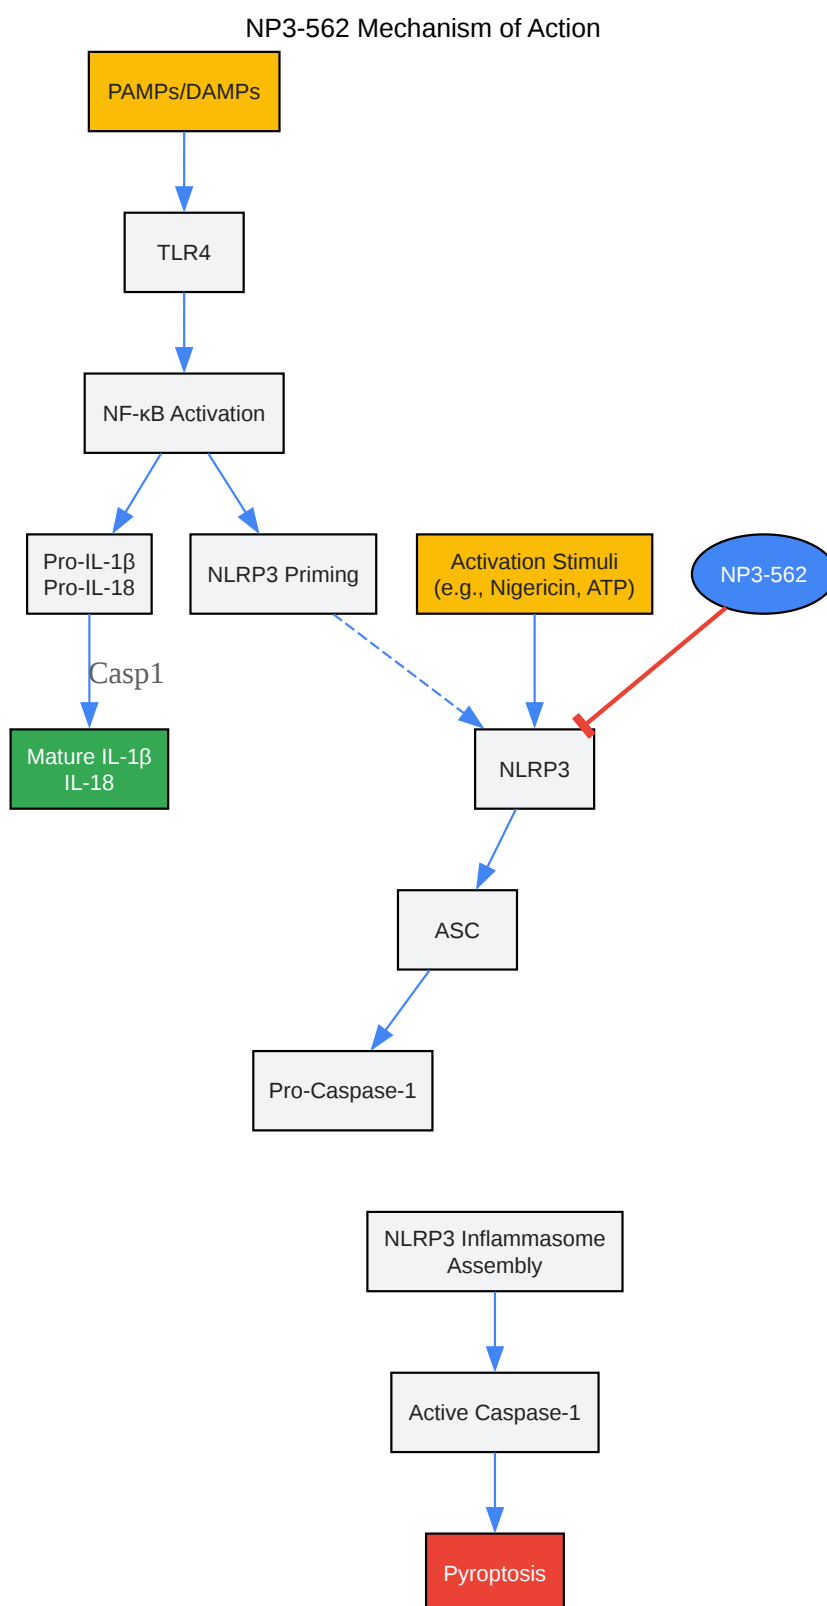 NP3-562 Mechanism of Action
PAMPs/DAMPs
TLR4
NF-κB Activation
Pro-IL-1β
Pro-IL-18
NLRP3 Priming
Activation Stimuli
(e.g., Nigericin, ATP)
NP3-562
Casp1
Mature IL-1β
IL-18
NLRP3
ASC
Pro-Caspase-1
NLRP3 Inflammasome
Assembly
Active Caspase-1
Pyroptosis